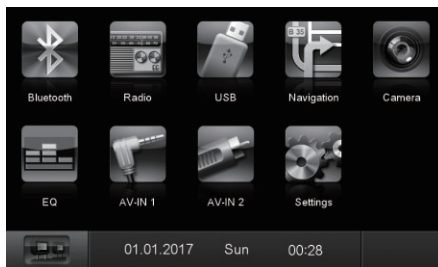 B 35
Bluetooth Radio USB Navigation Camera
EQ AV-IN 1 AV-IN 2 Settings
01.01.2017 Sun 00:28